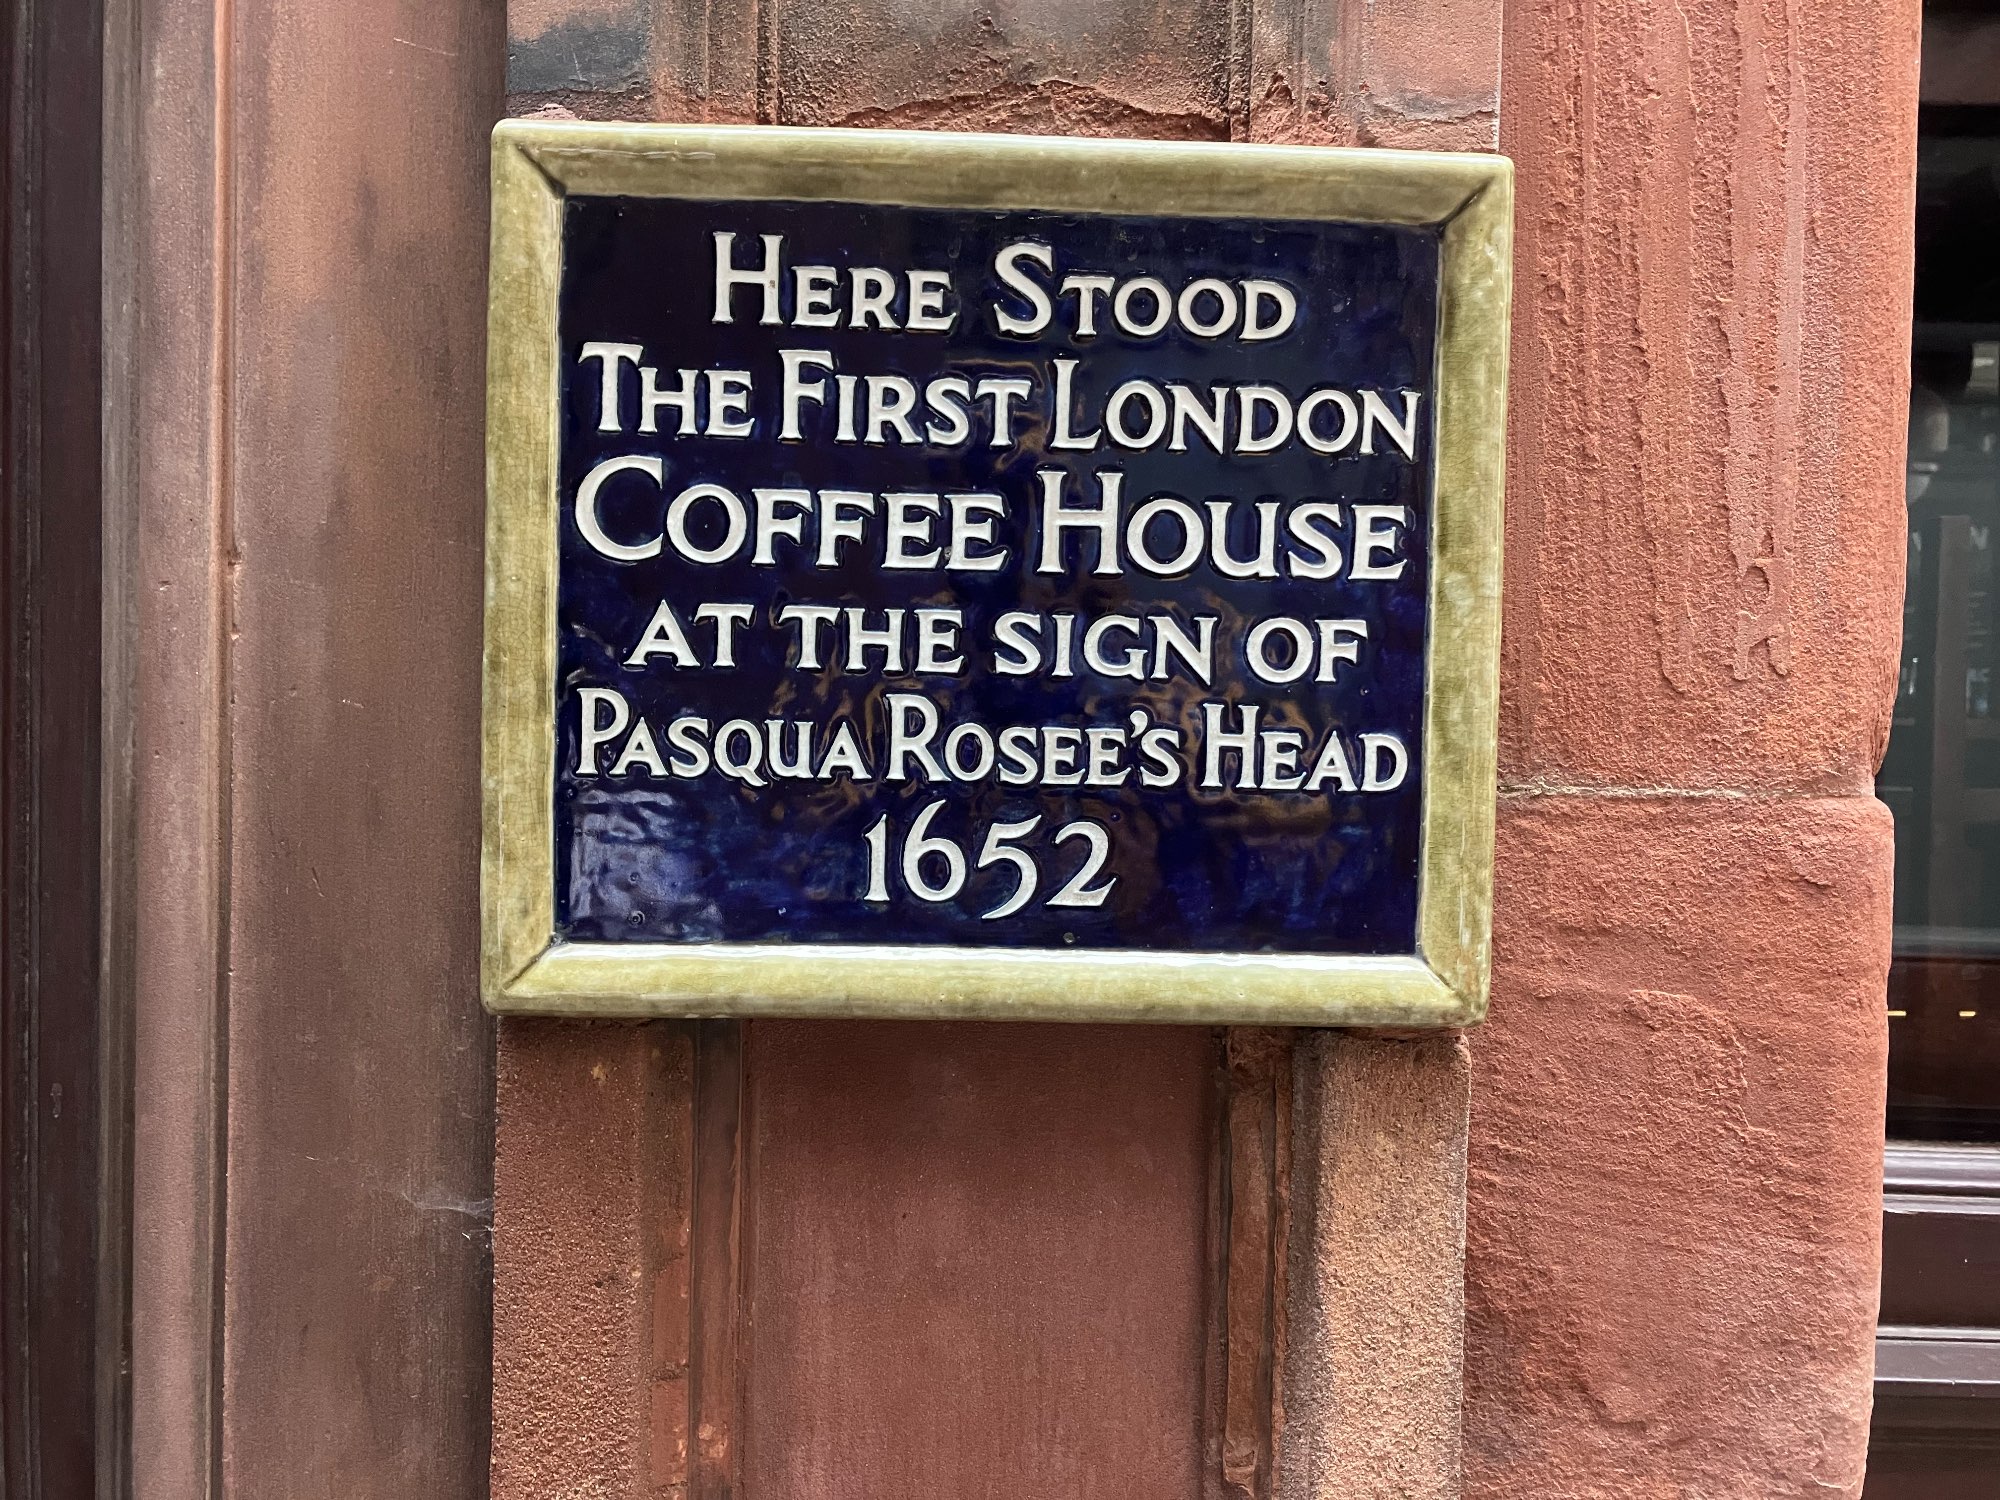 Here Stood
The First London
Coffee House
at the sign of
Pasqua Rosee's Head
1652